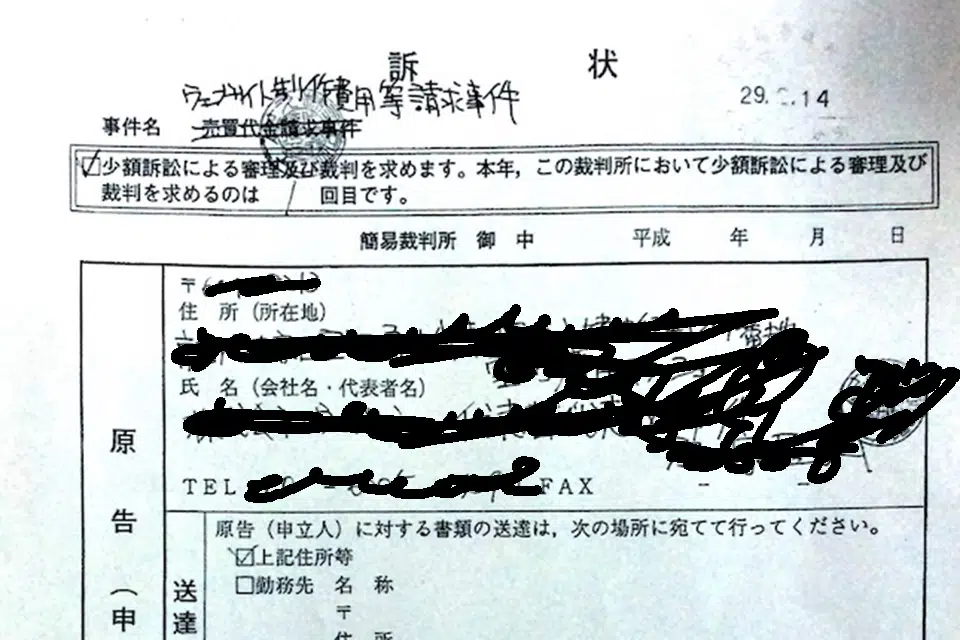 訴 状
ウェブサイト制作費用等請求事件
29. .14
事件名 売買代金請求事件
☑少額訴訟による審理及び裁判を求めます。本年，この裁判所において少額訴訟による審理及び
裁判を求めるのは / 回目です。
簡易裁判所 御 中 平成 年 月 日
〒
住 所（所在地）
番地
氏 名（会社名・代表者名）
TEL － － FAX － －
原告（申
原告（申立人）に対する書類の送達は，次の場所に宛てて行ってください。
☑上記住所等
□勤務先 名 称
〒
住 所
送達